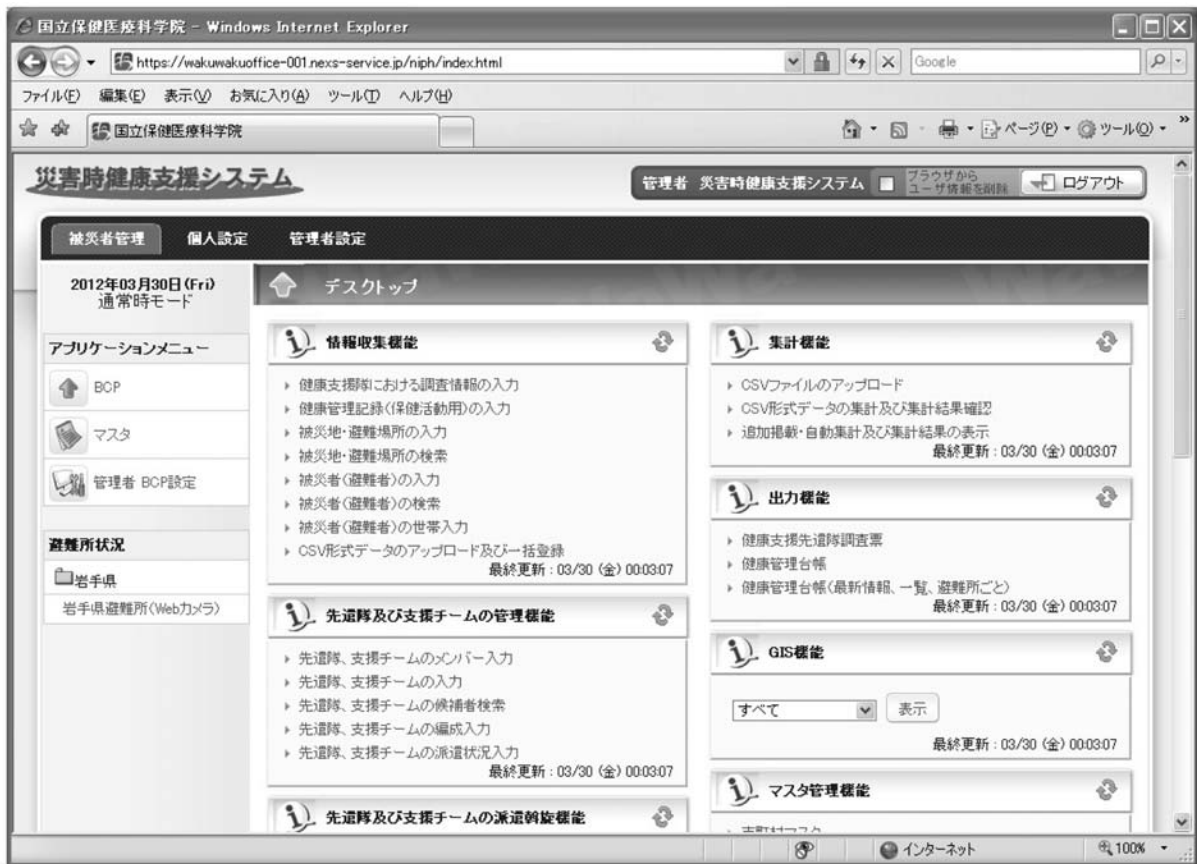 国立保健医療科学院 - Windows Internet Explorer
https://wakuwakuoffice-001.nexs-service.jp/niph/index.html
Google
ファイル(F) 編集(E) 表示(V) お気に入り(A) ツール(T) ヘルプ(H)
国立保健医療科学院
ページ(P) ツール(O)
災害時健康支援システム
管理者 災害時健康支援システム
ブラウザから
ユーザ情報を削除
ログアウト
被災者管理 個人設定 管理者設定
2012年03月30日(Fri)
通常時モード
アプリケーションメニュー
BCP
マスタ
管理者 BCP設定
避難所状況
岩手県
岩手県避難所(Webカメラ)
デスクトップ
情報収集機能
健康支援隊における調査情報の入力
健康管理記録(保健活動用)の入力
被災地・避難場所の入力
被災地・避難場所の検索
被災者(避難者)の入力
被災者(避難者)の検索
被災者(避難者)の世帯入力
CSV形式データのアップロード及び一括登録
最終更新 : 03/30 (金) 00:03:07
先遣隊及び支援チームの管理機能
先遣隊、支援チームのメンバー入力
先遣隊、支援チームの入力
先遣隊、支援チームの候補者検索
先遣隊、支援チームの編成入力
先遣隊、支援チームの派遣状況入力
最終更新 : 03/30 (金) 00:03:07
先遣隊及び支援チームの派遣斡旋機能
集計機能
CSVファイルのアップロード
CSV形式データの集計及び集計結果確認
追加掲載・自動集計及び集計結果の表示
最終更新 : 03/30 (金) 00:03:07
出力機能
健康支援先遣隊調査票
健康管理台帳
健康管理台帳(最新情報、一覧、避難所ごと)
最終更新 : 03/30 (金) 00:03:07
GIS機能
すべて
表示
最終更新 : 03/30 (金) 00:03:07
マスタ管理機能
市町村マスタ
インターネット
100%